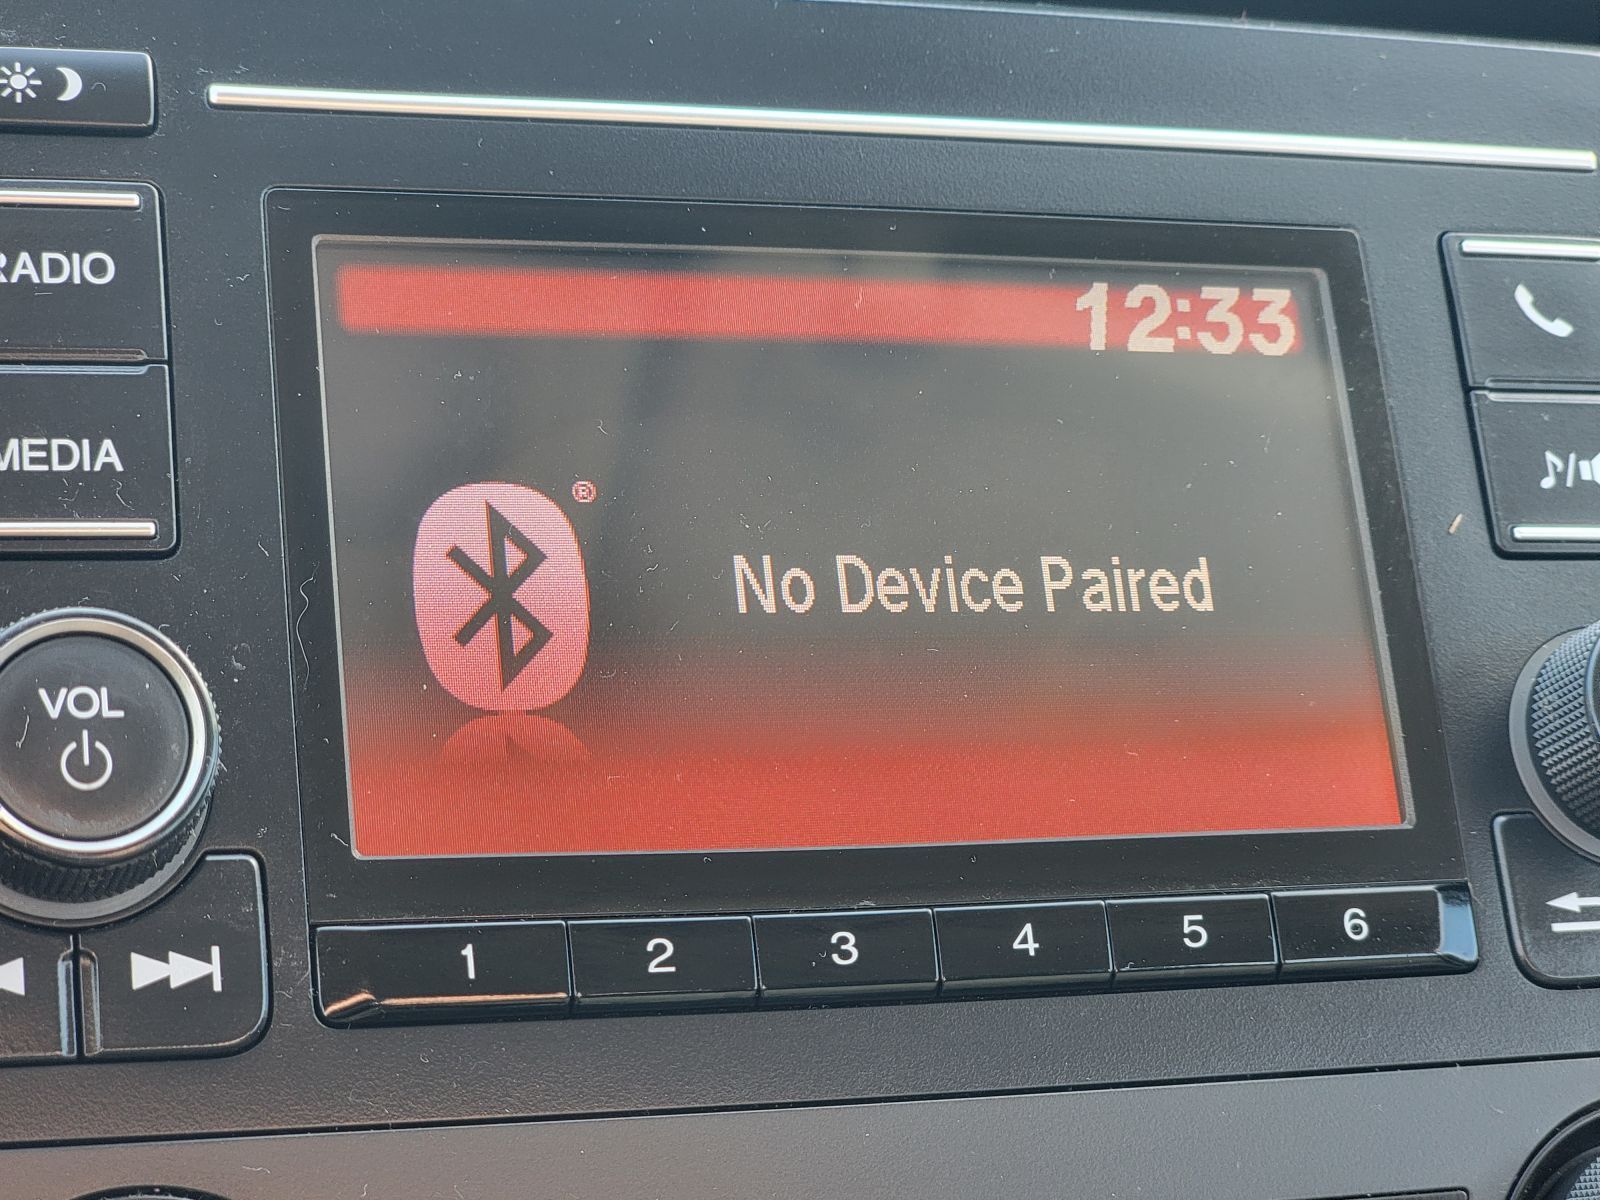 RADIO
MEDIA
VOL
12:33
®
No Device Paired
1 2 3 4 5 6